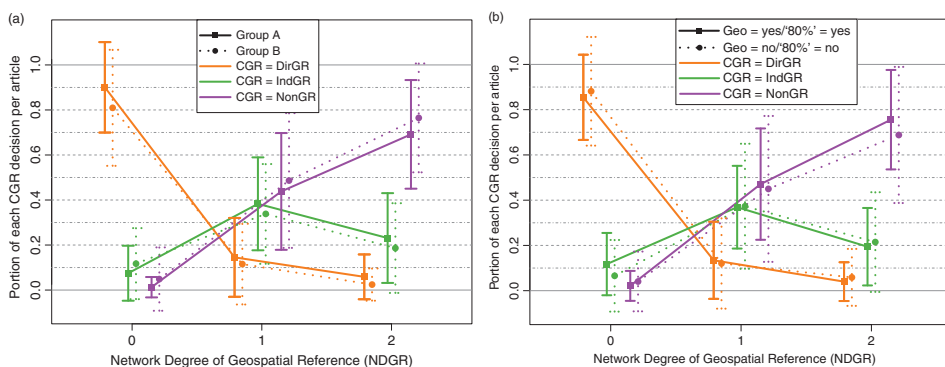 (a)
Group A
Group B
CGR = DirGR
CGR = IndGR
CGR = NonGR
Portion of each CGR decision per article
1.0
0.8
0.6
0.4
0.2
0.0
0 1 2
Network Degree of Geospatial Reference (NDGR)
(b)
Geo = yes/‘80%’ = yes
Geo = no/‘80%’ = no
CGR = DirGR
CGR = IndGR
CGR = NonGR
Portion of each CGR decision per article
1.0
0.8
0.6
0.4
0.2
0.0
0 1 2
Network Degree of Geospatial Reference (NDGR)